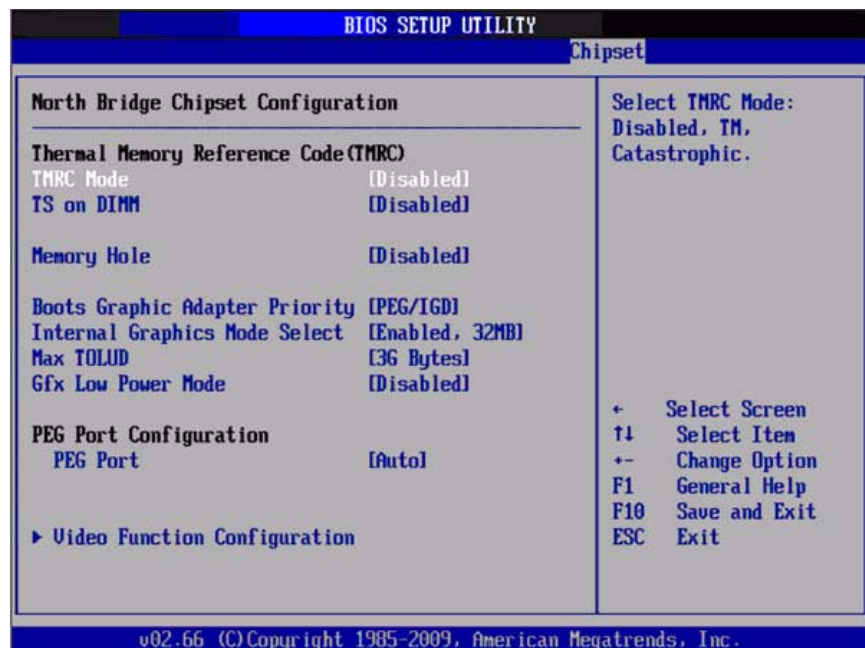 BIOS SETUP UTILITY
Chipset
North Bridge Chipset Configuration
Thermal Memory Reference Code(TMRC)
TMRC Mode [Disabled]
TS on DIMM [Disabled]
Memory Hole [Disabled]
Boots Graphic Adapter Priority [PEG/IGD]
Internal Graphics Mode Select [Enabled, 32MB]
Max TOLUD [3G Bytes]
Gfx Low Power Mode [Disabled]
PEG Port Configuration
PEG Port [Auto]
▶ Video Function Configuration
Select TMRC Mode:
Disabled, TM,
Catastrophic.
← Select Screen
↑↓ Select Item
+- Change Option
F1 General Help
F10 Save and Exit
ESC Exit
v02.66 (C)Copyright 1985-2009, American Megatrends, Inc.